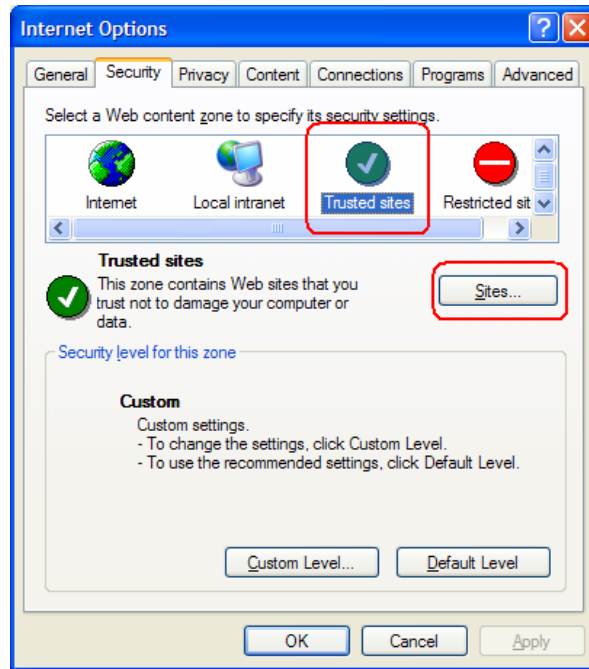 Internet Options
General Security Privacy Content Connections Programs Advanced
Select a Web content zone to specify its security settings.
Internet Local intranet Trusted sites Restricted sit
Trusted sites
This zone contains Web sites that you
trust not to damage your computer or
data.
Sites...
Security level for this zone
Custom
Custom settings.
- To change the settings, click Custom Level.
- To use the recommended settings, click Default Level.
Custom Level... Default Level
OK Cancel Apply